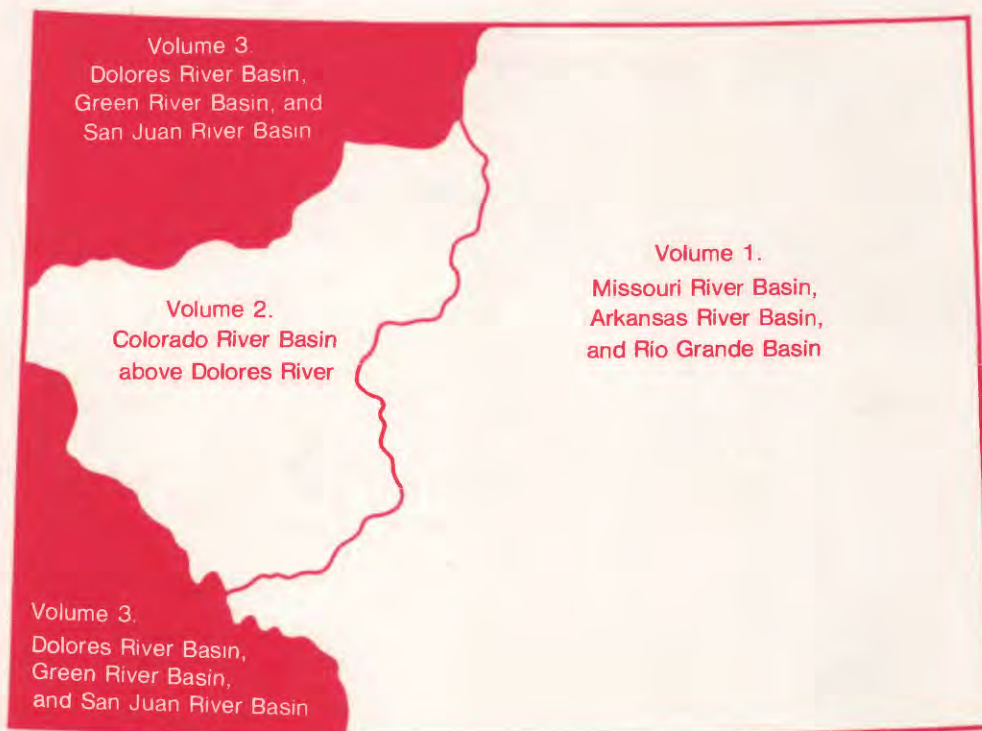 Volume 3.
Dolores River Basin,
Green River Basin, and
San Juan River Basin
Volume 1.
Missouri River Basin,
Arkansas River Basin,
and Rio Grande Basin
Volume 2.
Colorado River Basin
above Dolores River
Volume 3.
Dolores River Basin,
Green River Basin,
and San Juan River Basin